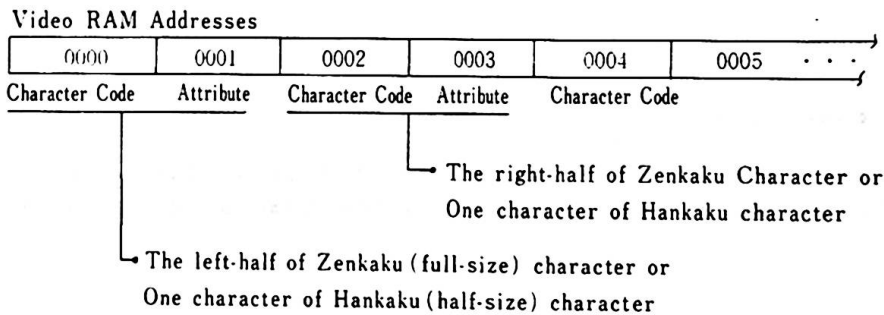 Video RAM Addresses
0000 0001 0002 0003 0004 0005 . . .
Character Code Attribute Character Code Attribute Character Code
The right-half of Zenkaku Character or
One character of Hankaku character
The left-half of Zenkaku (full-size) character or
One character of Hankaku (half-size) character